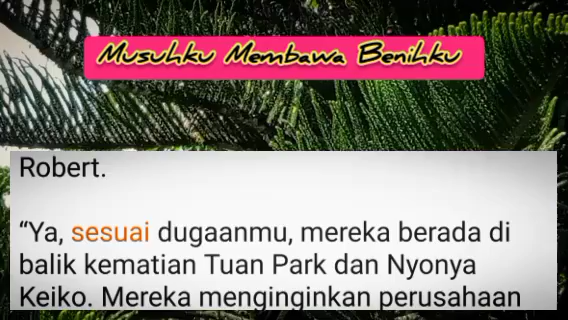 Musuhku Membawa Benihku
Robert.
“Ya, sesuai dugaanmu, mereka berada di
balik kematian Tuan Park dan Nyonya
Keiko. Mereka menginginkan perusahaan